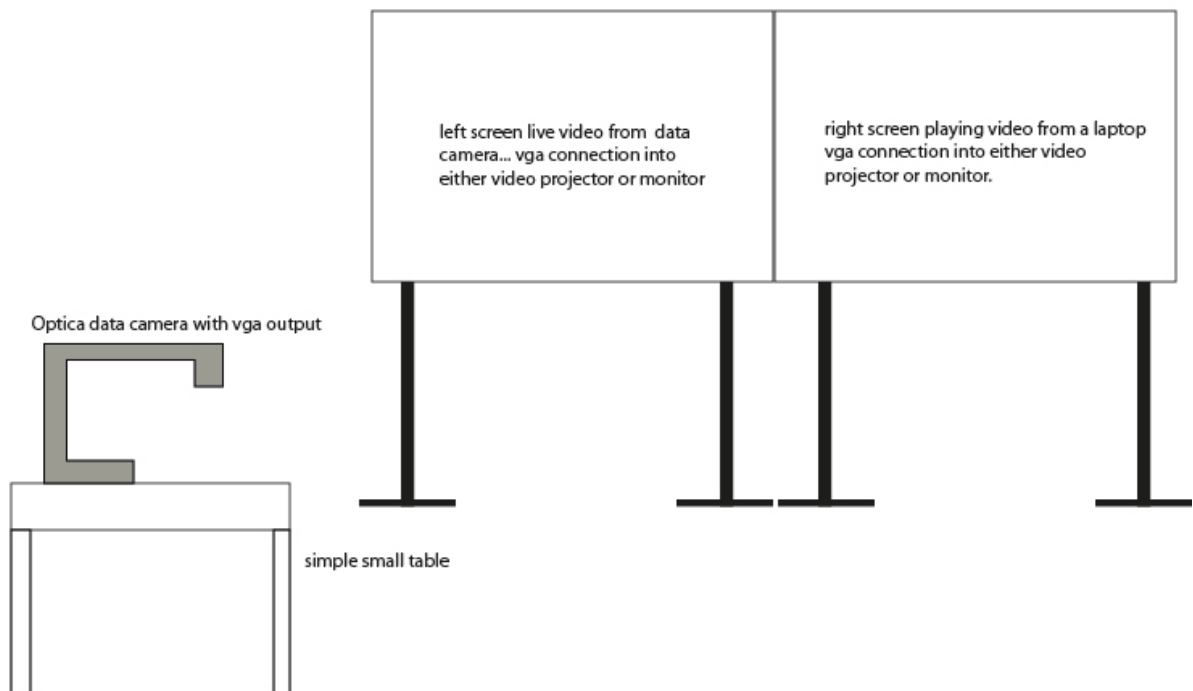 left screen live video from data
camera... vga connection into
either video projector or monitor
right screen playing video from a laptop
vga connection into either video
projector or monitor.
Optica data camera with vga output
simple small table